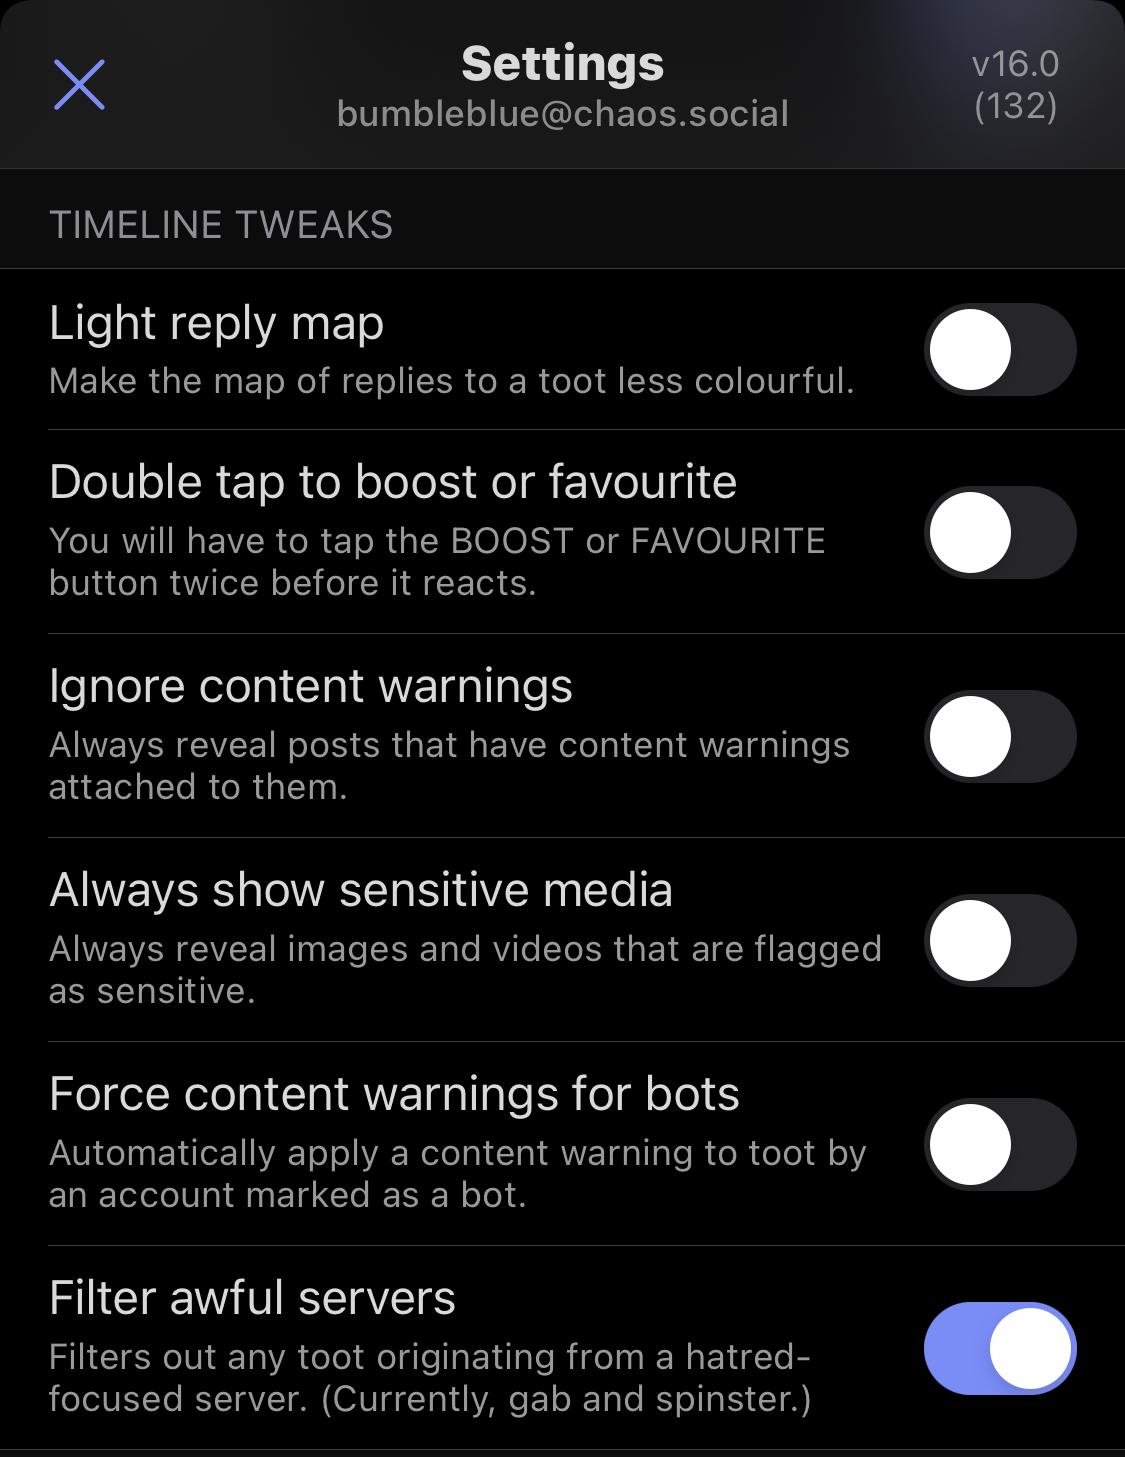 Settings
bumbleblue@chaos.social
v16.0
(132)
TIMELINE TWEAKS
Light reply map
Make the map of replies to a toot less colourful.
Double tap to boost or favourite
You will have to tap the BOOST or FAVOURITE
button twice before it reacts.
Ignore content warnings
Always reveal posts that have content warnings
attached to them.
Always show sensitive media
Always reveal images and videos that are flagged
as sensitive.
Force content warnings for bots
Automatically apply a content warning to toot by
an account marked as a bot.
Filter awful servers
Filters out any toot originating from a hatred-
focused server. (Currently, gab and spinster.)